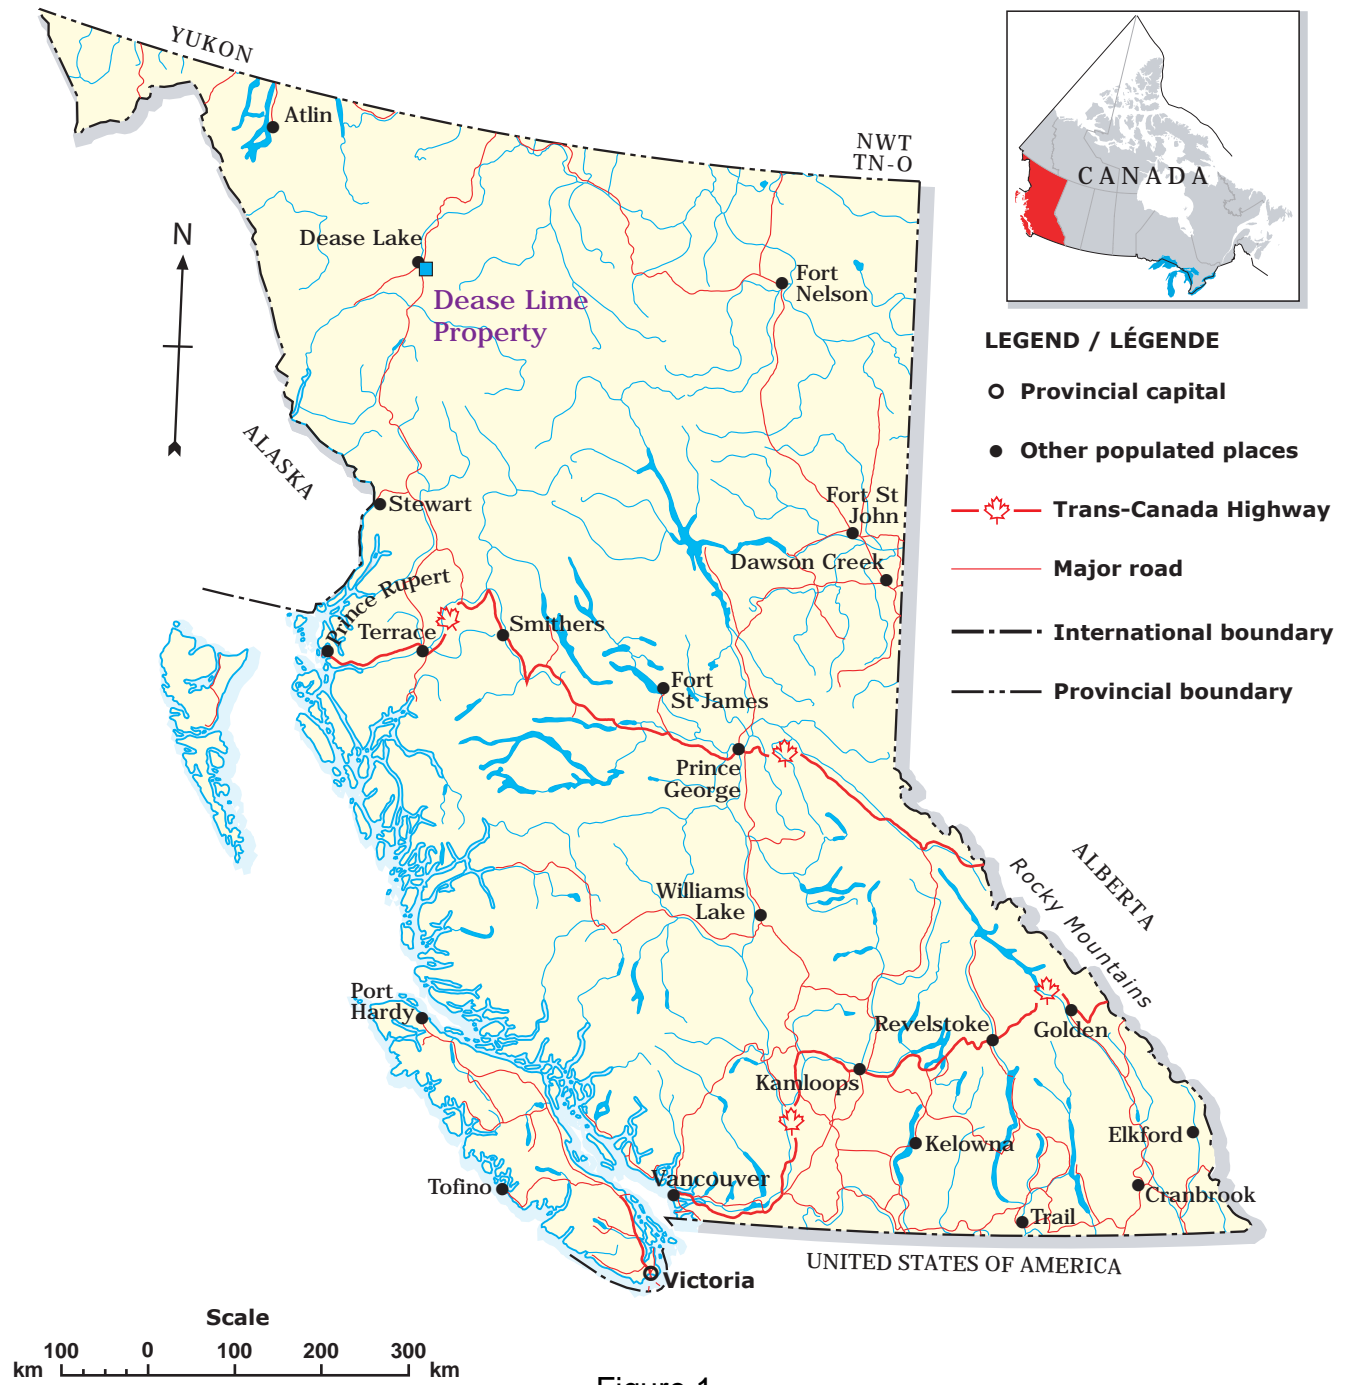 YUKON
Atlin
NWT
TN-O
CANADA
N
Dease Lake
Fort
Nelson
Dease Lime
Property
LEGEND / LÉGENDE
Provincial capital
ALASKA
Other populated places
Stewart
Fort St
John
Trans-Canada Highway
Dawson Creek
Major road
Prince Rupert
Terrace
Smithers
International boundary
Fort
St James
Provincial boundary
Prince
George
ALBERTA
Rocky Mountains
Williams
Lake
Port
Hardy
Revelstoke
Golden
Kamloops
Elkford
Kelowna
Tofino
Vancouver
Cranbrook
Trail
UNITED STATES OF AMERICA
Victoria
Scale
100 0 100 200 300
km km
Figure 1